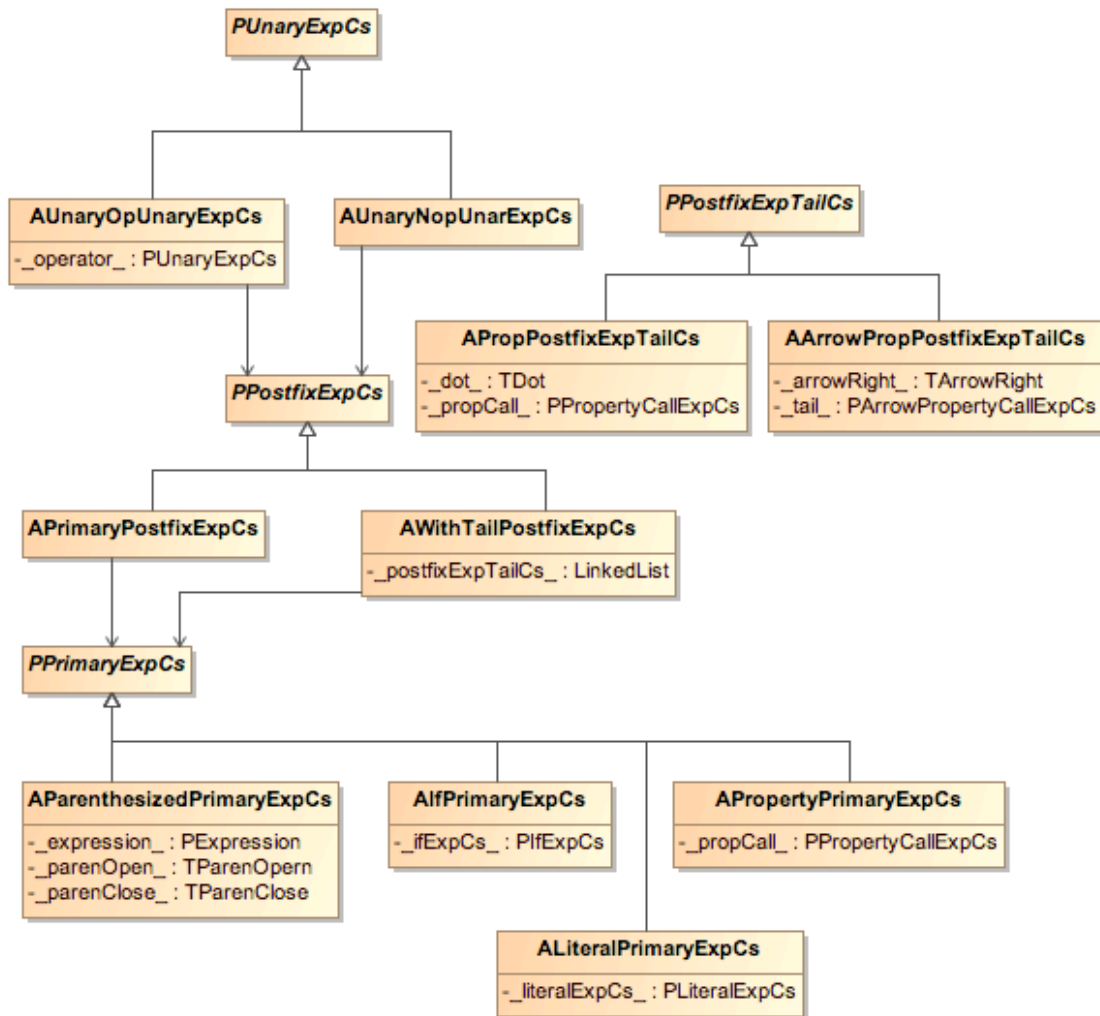 PUnaryExpCs
AUnaryOpUnaryExpCs
-_operator_ : PUnaryExpCs
AUnaryNopUnarExpCs
PPostfixExpTailCs
APropPostfixExpTailCs
-_dot_ : TDot
-_propCall_ : PPropertyCallExpCs
AArrowPropPostfixExpTailCs
-_arrowRight_ : TArrowRight
-_tail_ : PArrowPropertyCallExpCs
PPostfixExpCs
APrimaryPostfixExpCs
AWithTailPostfixExpCs
-_postfixExpTailCs_ : LinkedList
PPrimaryExpCs
AParenthesizedPrimaryExpCs
-_expression_ : PExpression
-_parenOpen_ : TParenOpern
-_parenClose_ : TParenClose
AIfPrimaryExpCs
-_ifExpCs_ : PIfExpCs
APropertyPrimaryExpCs
-_propCall_ : PPropertyCallExpCs
ALiteralPrimaryExpCs
-_literalExpCs_ : PLiteralExpCs